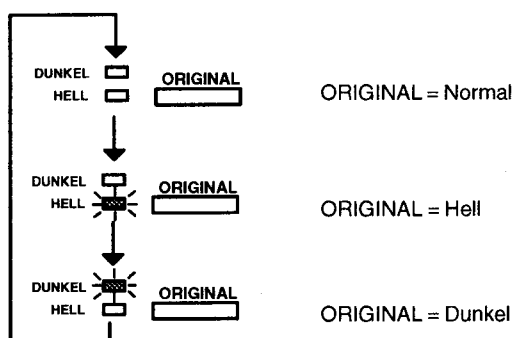 DUNKEL
HELL
ORIGINAL
ORIGINAL = Normal
DUNKEL
HELL
ORIGINAL
ORIGINAL = Hell
DUNKEL
HELL
ORIGINAL
ORIGINAL = Dunkel